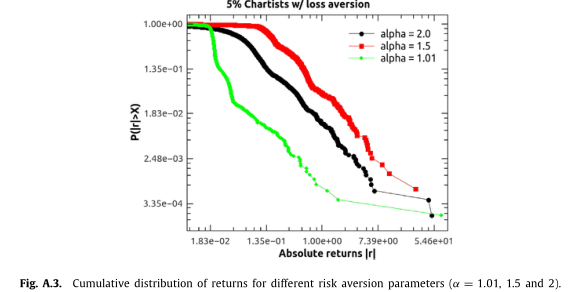 5% Chartists w/ loss aversion
1.00e+00
1.35e-01
1.83e-02
2.48e-03
3.35e-04
P(|r|>X)
alpha = 2.0
alpha = 1.5
alpha = 1.01
1.83e-02 1.35e-01 1.00e+00 7.39e+00 5.46e+01
Absolute returns |r|
Fig. A.3. Cumulative distribution of returns for different risk aversion parameters (α = 1.01, 1.5 and 2).